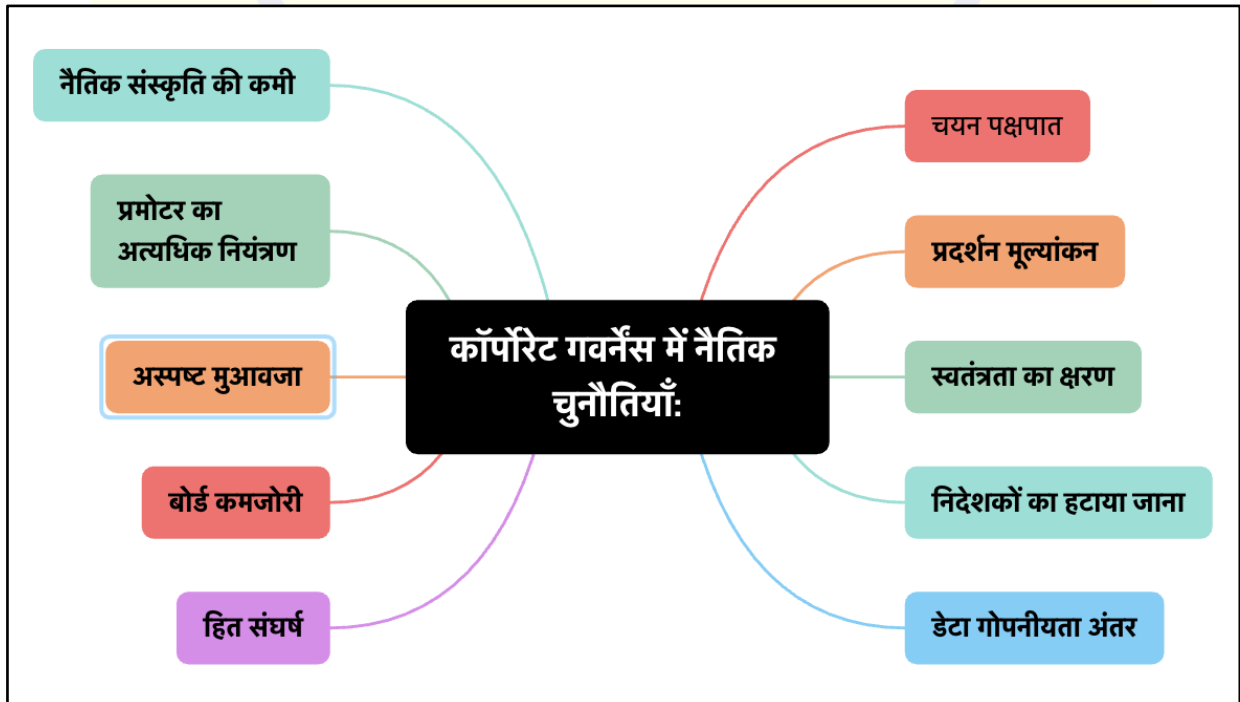 कॉर्पोरेट गवर्नेंस में नैतिक
चुनौतियाँ:
नैतिक संस्कृति की कमी
प्रमोटर का
अत्यधिक नियंत्रण
अस्पष्ट मुआवजा
बोर्ड कमजोरी
हित संघर्ष
चयन पक्षपात
प्रदर्शन मूल्यांकन
स्वतंत्रता का क्षरण
निदेशकों का हटाया जाना
डेटा गोपनीयता अंतर